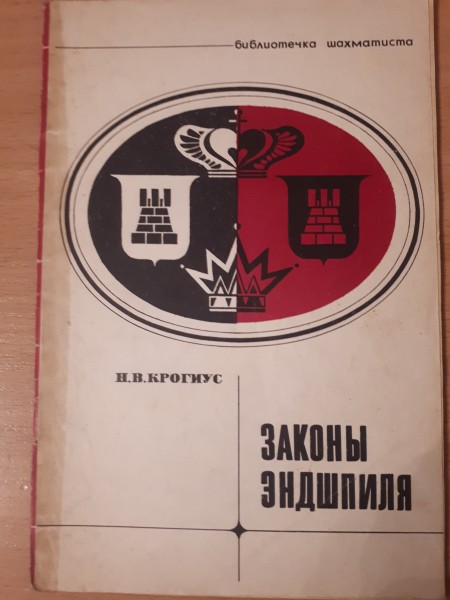 библиотечка шахматиста
Н.В.КРОГИУС
ЗАКОНЫ
ЭНДШПИЛЯ